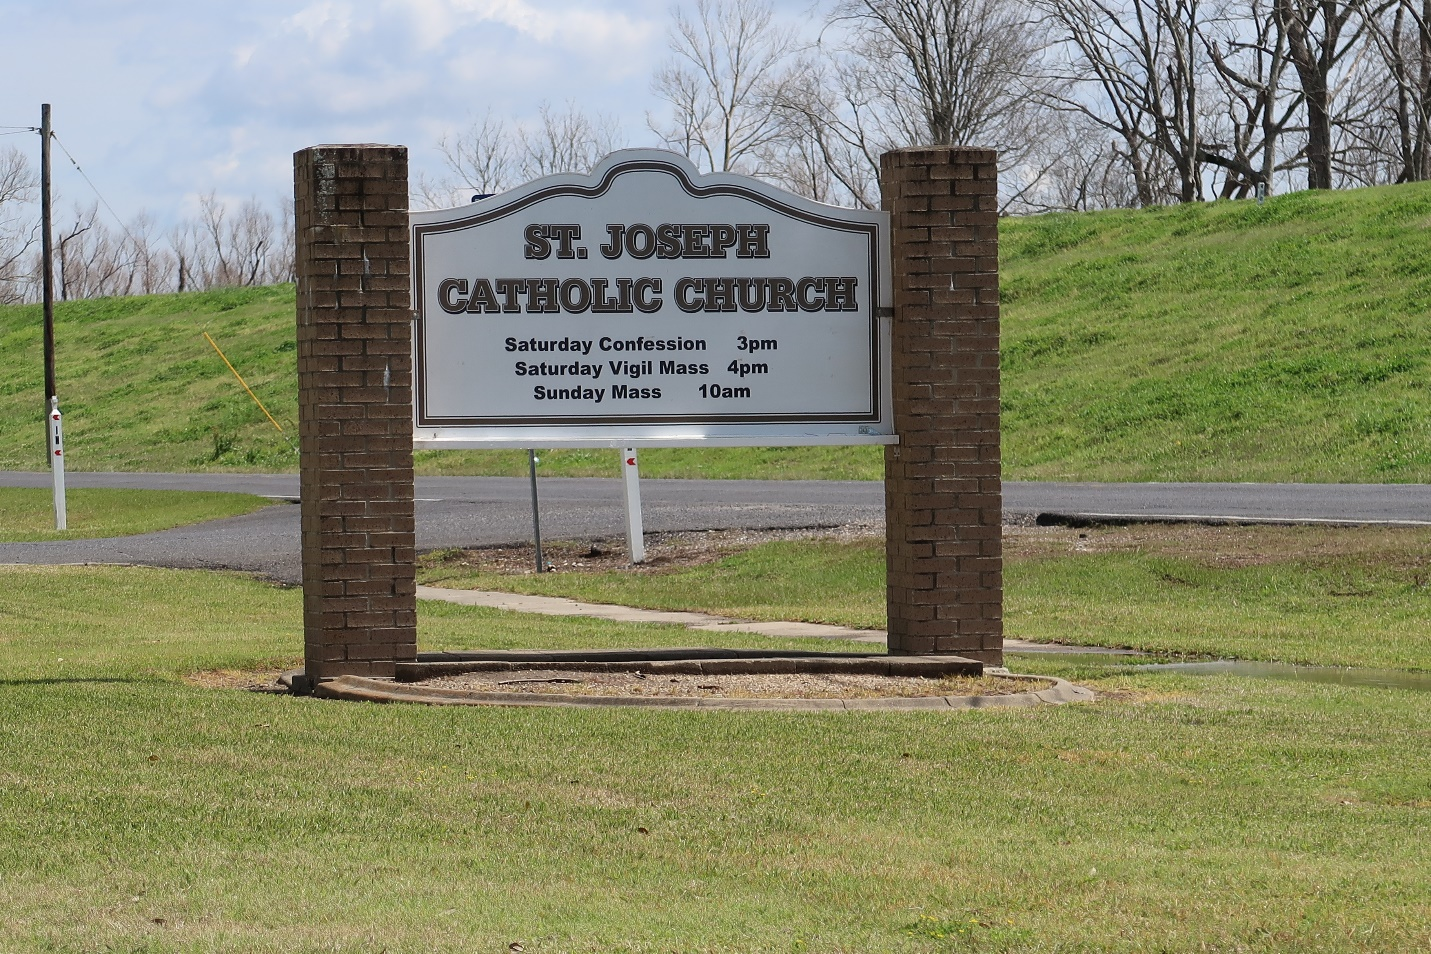 ST. JOSEPH
CATHOLIC CHURCH
Saturday Confession 3pm
Saturday Vigil Mass 4pm
Sunday Mass 10am